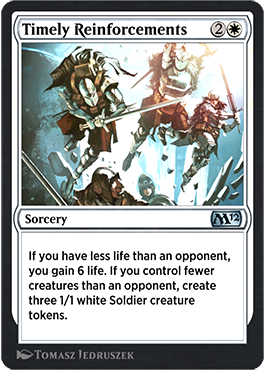 Timely Reinforcements 2
Sorcery M12
If you have less life than an opponent,
you gain 6 life. If you control fewer
creatures than an opponent, create
three 1/1 white Soldier creature
tokens.
Tomasz Jedruszek